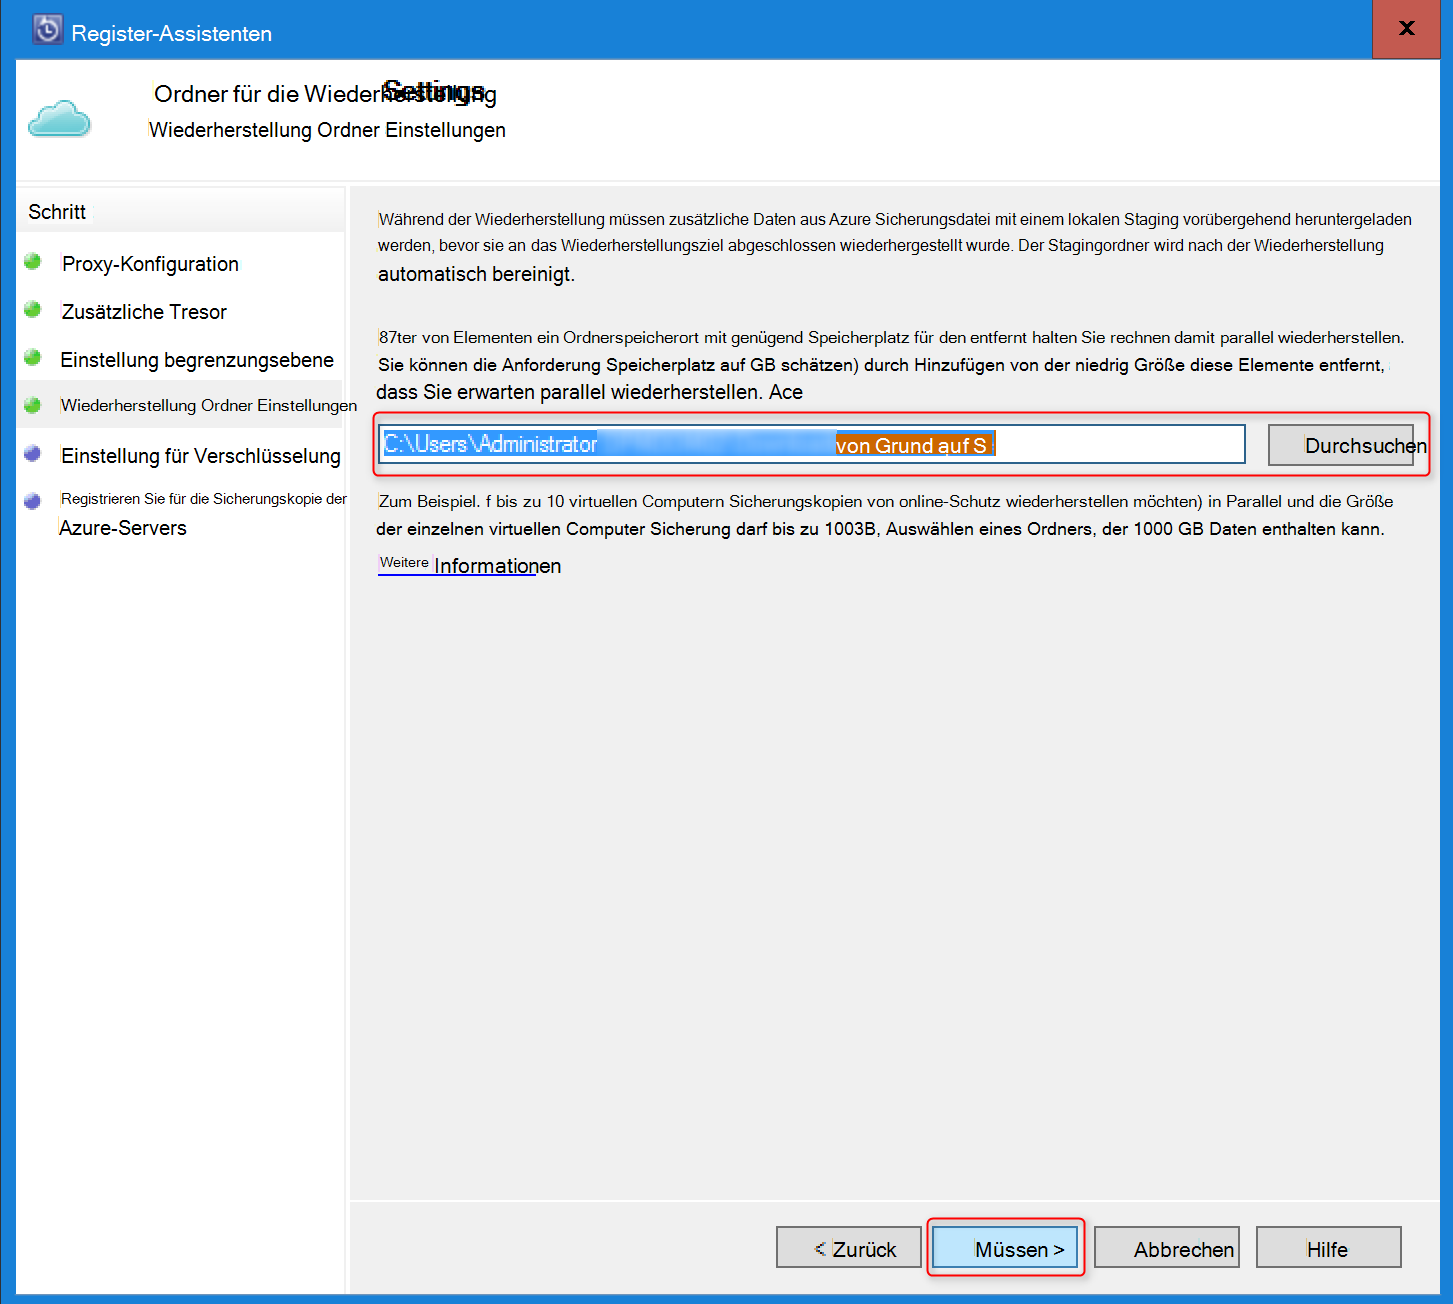 Register-Assistenten
x
Ordner für die Wiederherstellung Settings
Wiederherstellung Ordner Einstellungen
Schritt
Proxy-Konfiguration
Zusätzliche Tresor
Einstellung begrenzungsebene
Wiederherstellung Ordner Einstellungen
Einstellung für Verschlüsselung
Registrieren Sie für die Sicherungskopie der
Azure-Servers
Während der Wiederherstellung müssen zusätzliche Daten aus Azure Sicherungsdatei mit einem lokalen Staging vorübergehend heruntergeladen
werden, bevor sie an das Wiederherstellungsziel abgeschlossen wiederhergestellt wurde. Der Stagingordner wird nach der Wiederherstellung
automatisch bereinigt.
87ter von Elementen ein Ordnerspeicherort mit genügend Speicherplatz für den entfernt halten Sie rechnen damit parallel wiederherstellen.
Sie können die Anforderung Speicherplatz auf GB schätzen) durch Hinzufügen von der niedrig Größe diese Elemente entfernt,
dass Sie erwarten parallel wiederherstellen. Ace
C:\Users\Administrator von Grund auf S
Durchsuchen
Zum Beispiel. f bis zu 10 virtuellen Computern Sicherungskopien von online-Schutz wiederherstellen möchten) in Parallel und die Größe
der einzelnen virtuellen Computer Sicherung darf bis zu 1003B, Auswählen eines Ordners, der 1000 GB Daten enthalten kann.
Weitere Informationen
< Zurück
Müssen >
Abbrechen
Hilfe